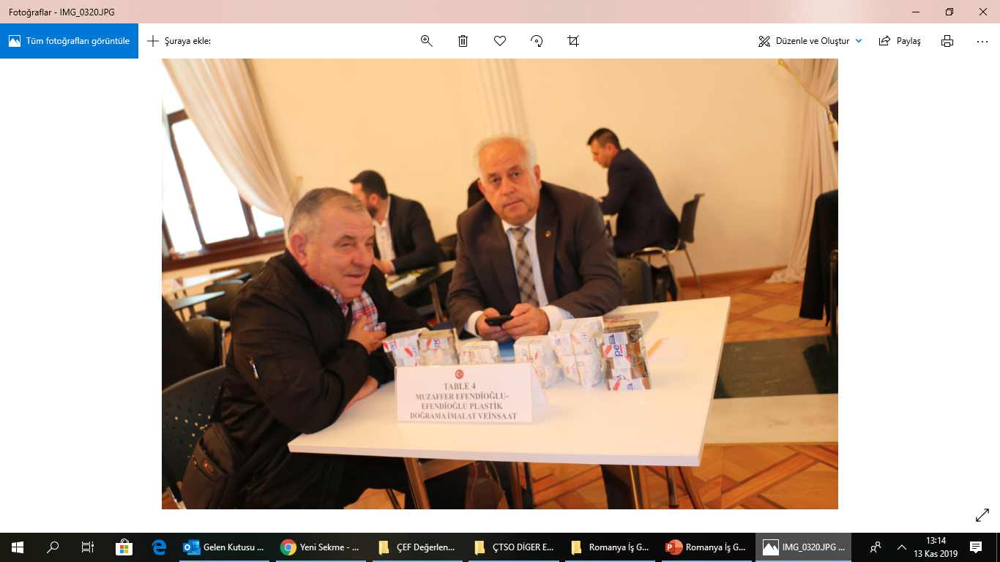 Fotoğraflar - IMG_0320.JPG
Tüm fotoğrafları görüntüle
Şuraya ekle:
Düzenle ve Oluştur
Paylaş
TABLE 4
MUZAFFER EFENDİOĞLU-
EFENDİOĞLU PLASTİK
DOĞRAMA İMALAT VEİNSAAT
Gelen Kutusu ...
Yeni Sekme - ...
ÇEF Değerlen...
ÇTSO DİĞER E...
Romanya İş G...
Romanya İş G...
IMG_0320.JPG ...
13:14
13 Kas 2019